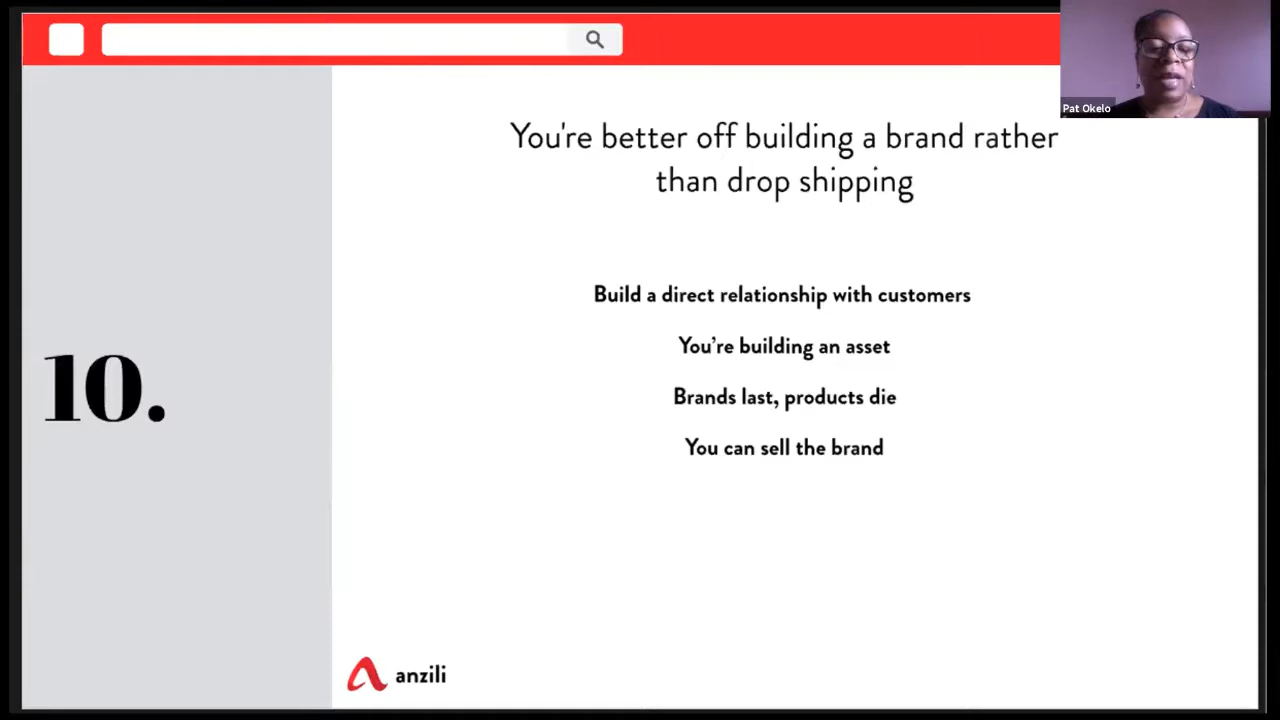 Pat Okelo
You're better off building a brand rather
than drop shipping
Build a direct relationship with customers
You're building an asset
Brands last, products die
You can sell the brand
10.
anzili